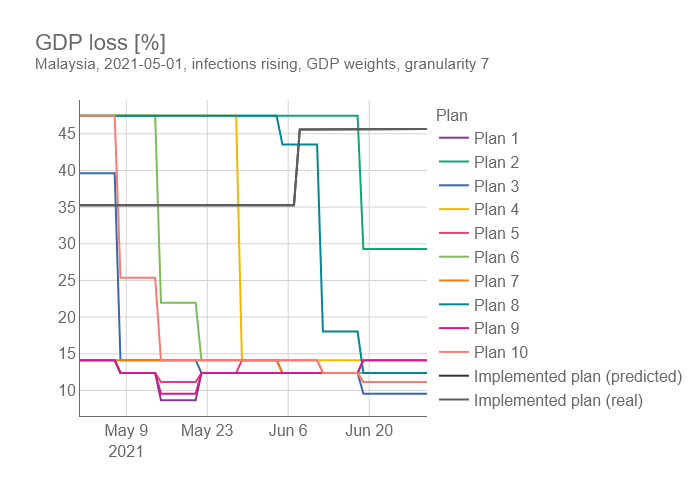 GDP loss [%]
Malaysia, 2021-05-01, infections rising, GDP weights, granularity 7
Plan
Plan 1
Plan 2
Plan 3
Plan 4
Plan 5
Plan 6
Plan 7
Plan 8
Plan 9
Plan 10
Implemented plan (predicted)
Implemented plan (real)
45
40
35
30
25
20
15
10
May 9
2021
May 23
Jun 6
Jun 20